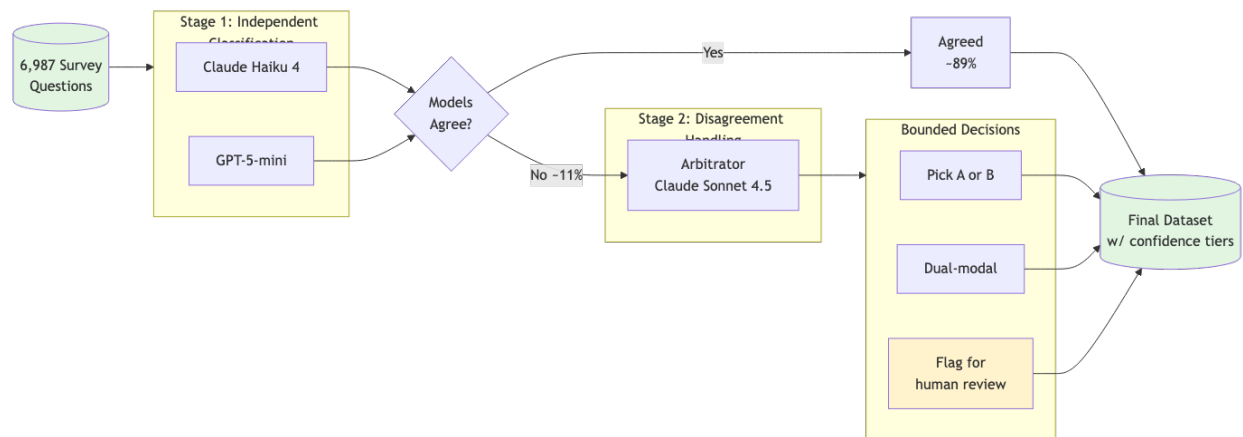 6,987 Survey
Questions
Stage 1: Independent
Classification
Claude Haiku 4
GPT-5-mini
Models
Agree?
Yes
No ~11%
Agreed
~89%
Stage 2: Disagreement
Handling
Arbitrator
Claude Sonnet 4.5
Bounded Decisions
Pick A or B
Dual-modal
Flag for
human review
Final Dataset
w/ confidence tiers